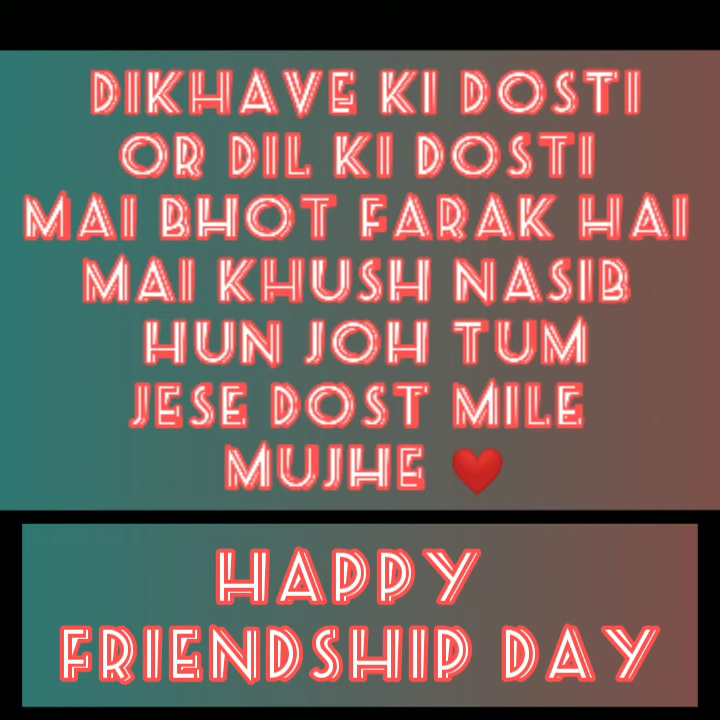 DIKHAVE KI DOSTI
OR DIL KI DOSTI
MAI BHOT FARAK HAI
MAI KHUSH NASIB
HUN JOH TUM
JESE DOST MILE
MUJHE ❤️
HAPPY
FRIENDSHIP DAY